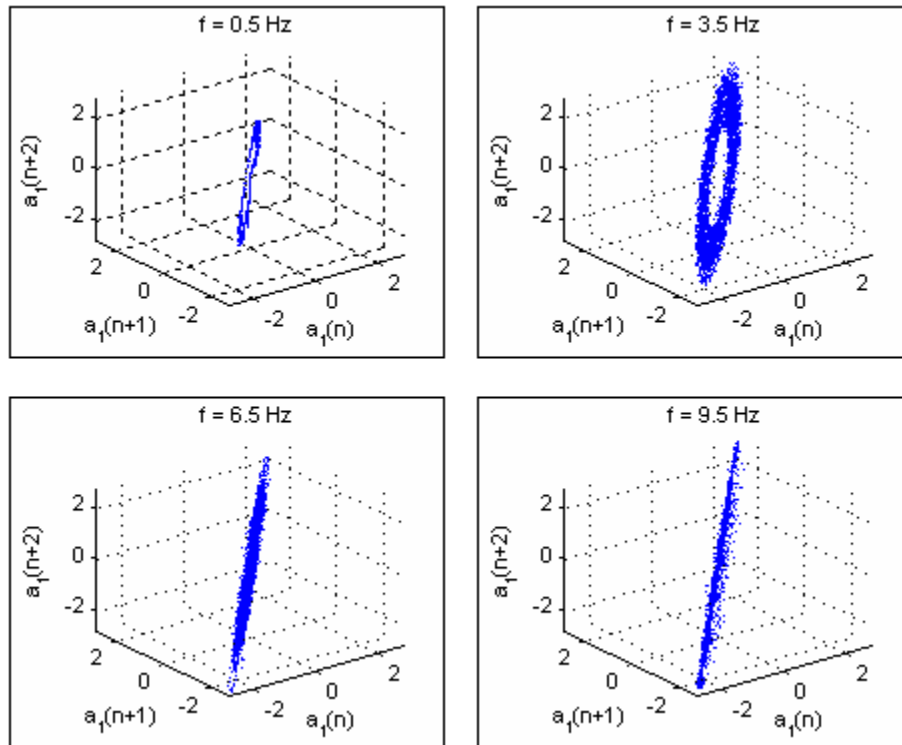 f = 0.5 Hz
a₁(n+2)
2
0
-2
2
0
-2
a₁(n+1)
-2
0
2
a₁(n)
f = 3.5 Hz
a₁(n+2)
2
0
-2
2
0
-2
a₁(n+1)
-2
0
2
a₁(n)
f = 6.5 Hz
a₁(n+2)
2
0
-2
2
0
-2
a₁(n+1)
-2
0
2
a₁(n)
f = 9.5 Hz
a₁(n+2)
2
0
-2
2
0
-2
a₁(n+1)
-2
0
2
a₁(n)